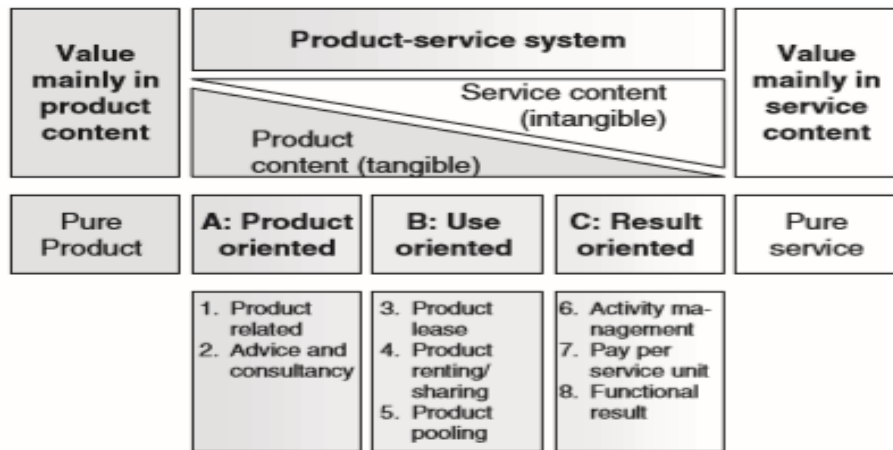 Value
mainly in
product
content
Product-service system
Service content
(intangible)
Product
content (tangible)
Value
mainly in
service
content
Pure
Product
A: Product
oriented
B: Use
oriented
C: Result
oriented
Pure
service
1. Product
related
2. Advice and
consultancy
3. Product
lease
4. Product
renting/
sharing
5. Product
pooling
6. Activity ma-
nagement
7. Pay per
service unit
8. Functional
result